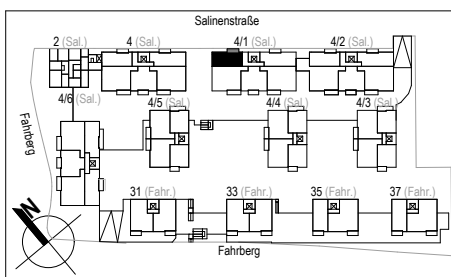 Salinenstraße
2 (Sal.)
4 (Sal.)
4/1 (Sal.)
4/2 (Sal.)
4/6 (Sal.)
4/5 (Sal.)
4/4 (Sal.)
4/3 (Sal.)
Fahrberg
31 (Fahr.)
33 (Fahr.)
35 (Fahr.)
37 (Fahr.)
N
Fahrberg